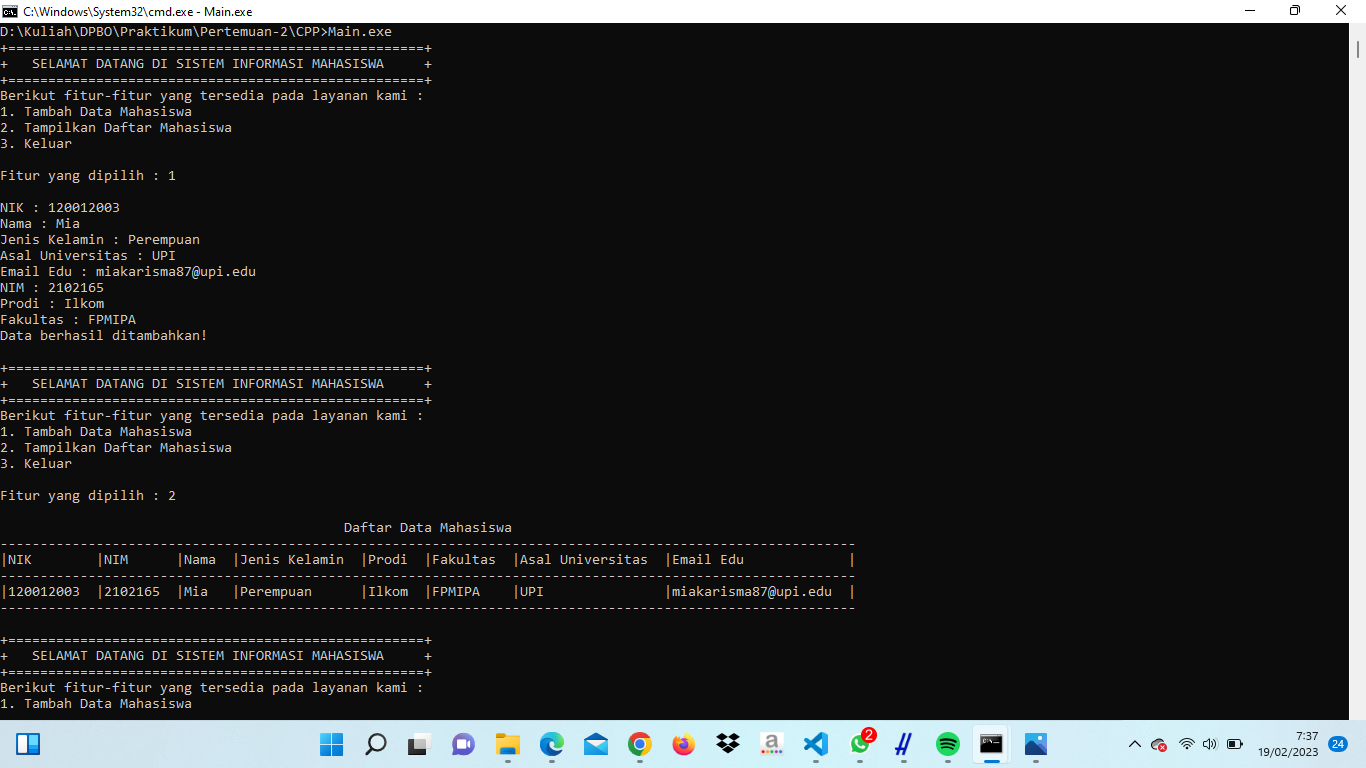 C:\Windows\System32\cmd.exe - Main.exe
D:\Kuliah\DPBO\Praktikum\Pertemuan-2\CPP>Main.exe
+====================================================+
+   SELAMAT DATANG DI SISTEM INFORMASI MAHASISWA     +
+====================================================+
Berikut fitur-fitur yang tersedia pada layanan kami :
1. Tambah Data Mahasiswa
2. Tampilkan Daftar Mahasiswa
3. Keluar
Fitur yang dipilih : 1
NIK : 120012003
Nama : Mia
Jenis Kelamin : Perempuan
Asal Universitas : UPI
Email Edu : miakarisma87@upi.edu
NIM : 2102165
Prodi : Ilkom
Fakultas : FPMIPA
Data berhasil ditambahkan!
+====================================================+
+   SELAMAT DATANG DI SISTEM INFORMASI MAHASISWA     +
+====================================================+
Berikut fitur-fitur yang tersedia pada layanan kami :
1. Tambah Data Mahasiswa
2. Tampilkan Daftar Mahasiswa
3. Keluar
Fitur yang dipilih : 2
Daftar Data Mahasiswa
-----------------------------------------------------------------------------------------------------------
|NIK        |NIM      |Nama  |Jenis Kelamin  |Prodi  |Fakultas  |Asal Universitas  |Email Edu             |
-----------------------------------------------------------------------------------------------------------
|120012003  |2102165  |Mia   |Perempuan      |Ilkom  |FPMIPA    |UPI               |miakarisma87@upi.edu  |
-----------------------------------------------------------------------------------------------------------
+====================================================+
+   SELAMAT DATANG DI SISTEM INFORMASI MAHASISWA     +
+====================================================+
Berikut fitur-fitur yang tersedia pada layanan kami :
1. Tambah Data Mahasiswa
a
2
7:37
19/02/2023
24